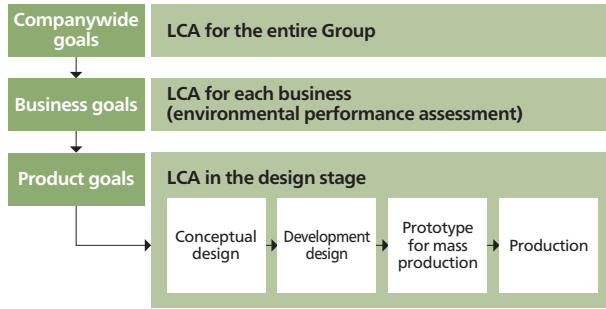 Companywide
goals
LCA for the entire Group
Business goals
LCA for each business
(environmental performance assessment)
Product goals
LCA in the design stage
Conceptual
design
Development
design
Prototype
for mass
production
Production